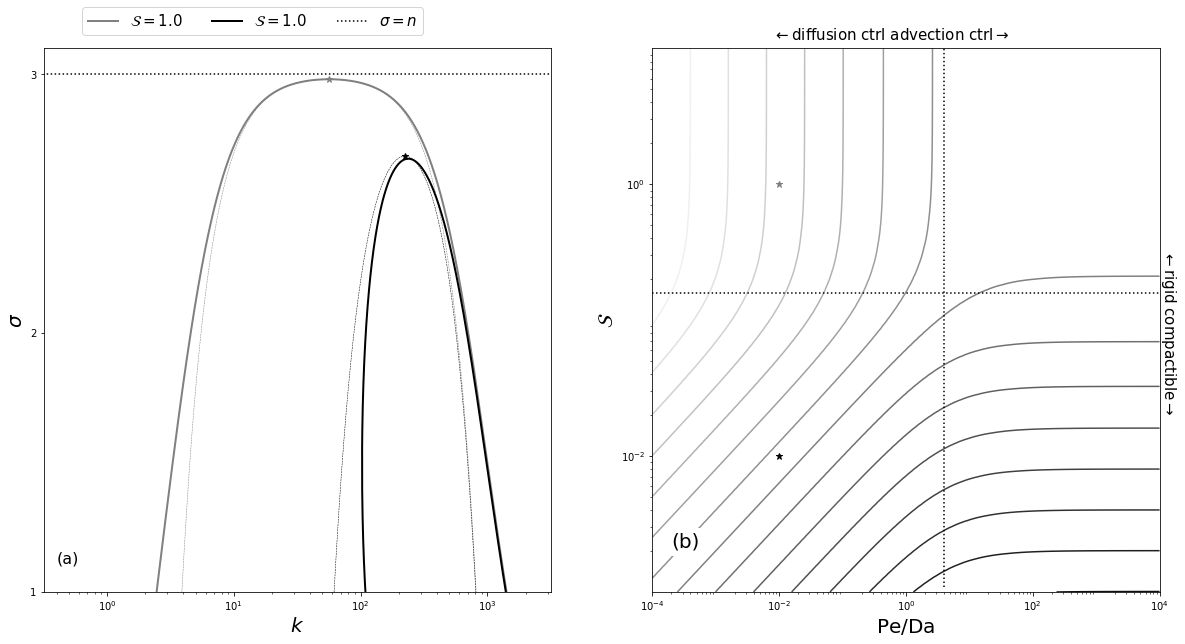 𝒮 = 1.0 𝒮 = 1.0 σ = n
3
2
1
σ
(a)
10⁰ 10¹ 10² 10³
k
← diffusion ctrl advection ctrl →
10⁰
10⁻²
𝒮
(b)
10⁻⁴ 10⁻² 10⁰ 10² 10⁴
Pe/Da
← rigid compactible →